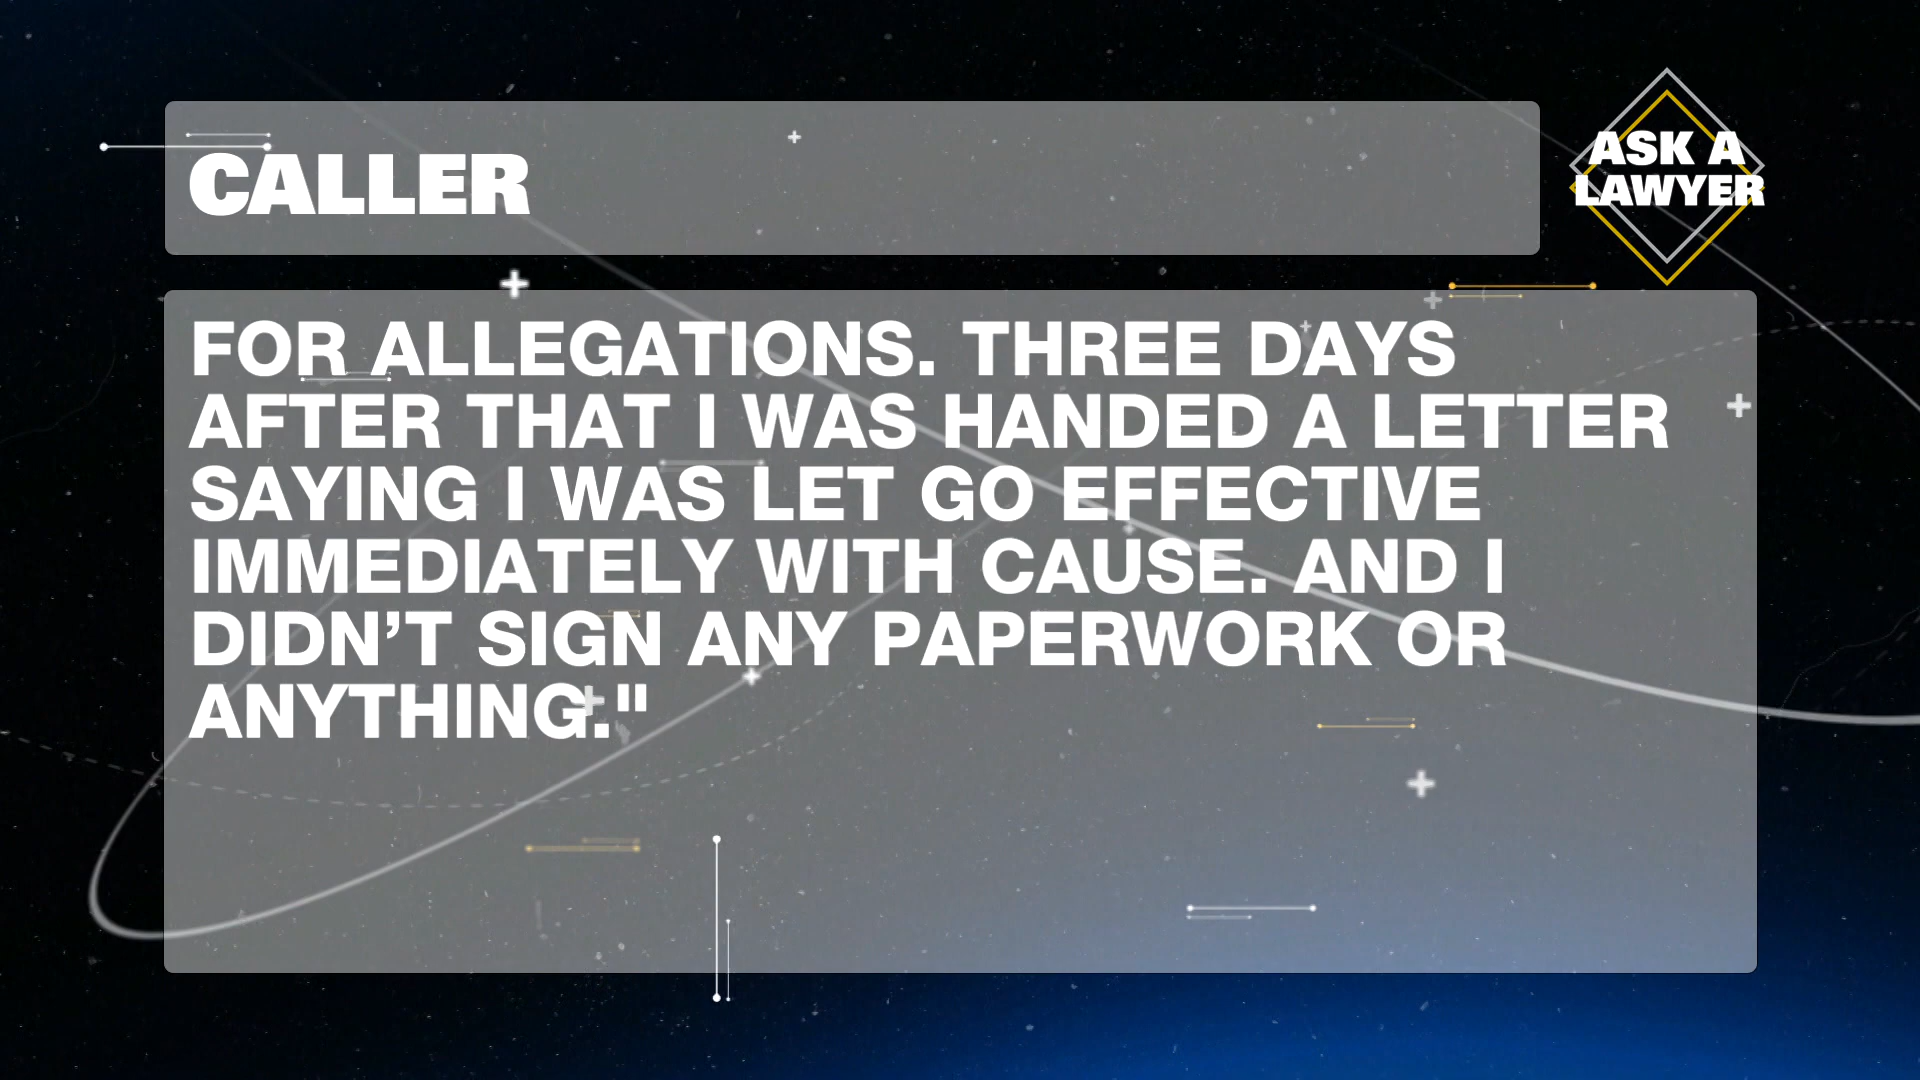 CALLER
ASK A
LAWYER
FOR ALLEGATIONS. THREE DAYS
AFTER THAT I WAS HANDED A LETTER
SAYING I WAS LET GO EFFECTIVE
IMMEDIATELY WITH CAUSE. AND I
DIDN’T SIGN ANY PAPERWORK OR
ANYTHING."